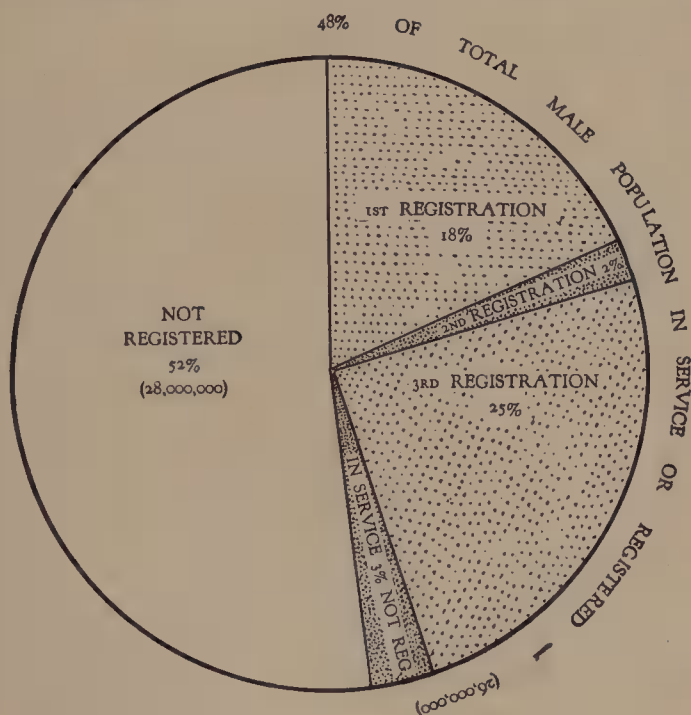 48% OF TOTAL MALE POPULATION IN SERVICE OR REGISTERED
(26,000,000)
1ST REGISTRATION
18%
2ND REGISTRATION 2%
3RD REGISTRATION
25%
IN SERVICE 3% NOT REG.
NOT
REGISTERED
52%
(28,000,000)